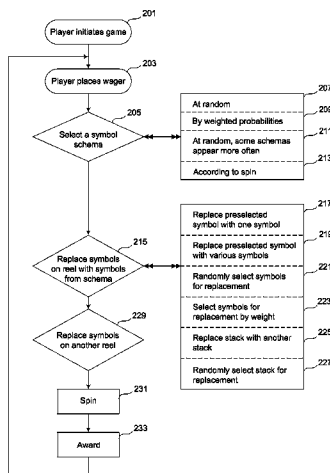 201
Player initiates game
203
Player places wager
205
Select a symbol
schema
207
At random
209
By weighted probabilities
211
At random, some schemas
appear more often
213
According to spin
215
Replace symbols
on reel with symbols
from schema
217
Replace preselected
symbol with one symbol
219
Replace preselected symbol
with various symbols
221
Randomly select symbols
for replacement
223
Select symbols for
replacement by weight
225
Replace stack with another
stack
227
Randomly select stack for
replacement
229
Replace symbols
on another reel
231
Spin
233
Award